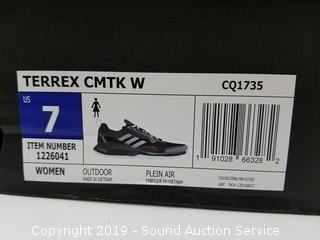 TERREX CMTK W
CQ1735
US
7
ITEM NUMBER
1226041
WOMEN
OUTDOOR
MADE IN VIETNAM
PLEIN AIR
FABRIQUE EN VIETNAM
1 91028 66328 2
Copyright 2019 - Sound Auction Service